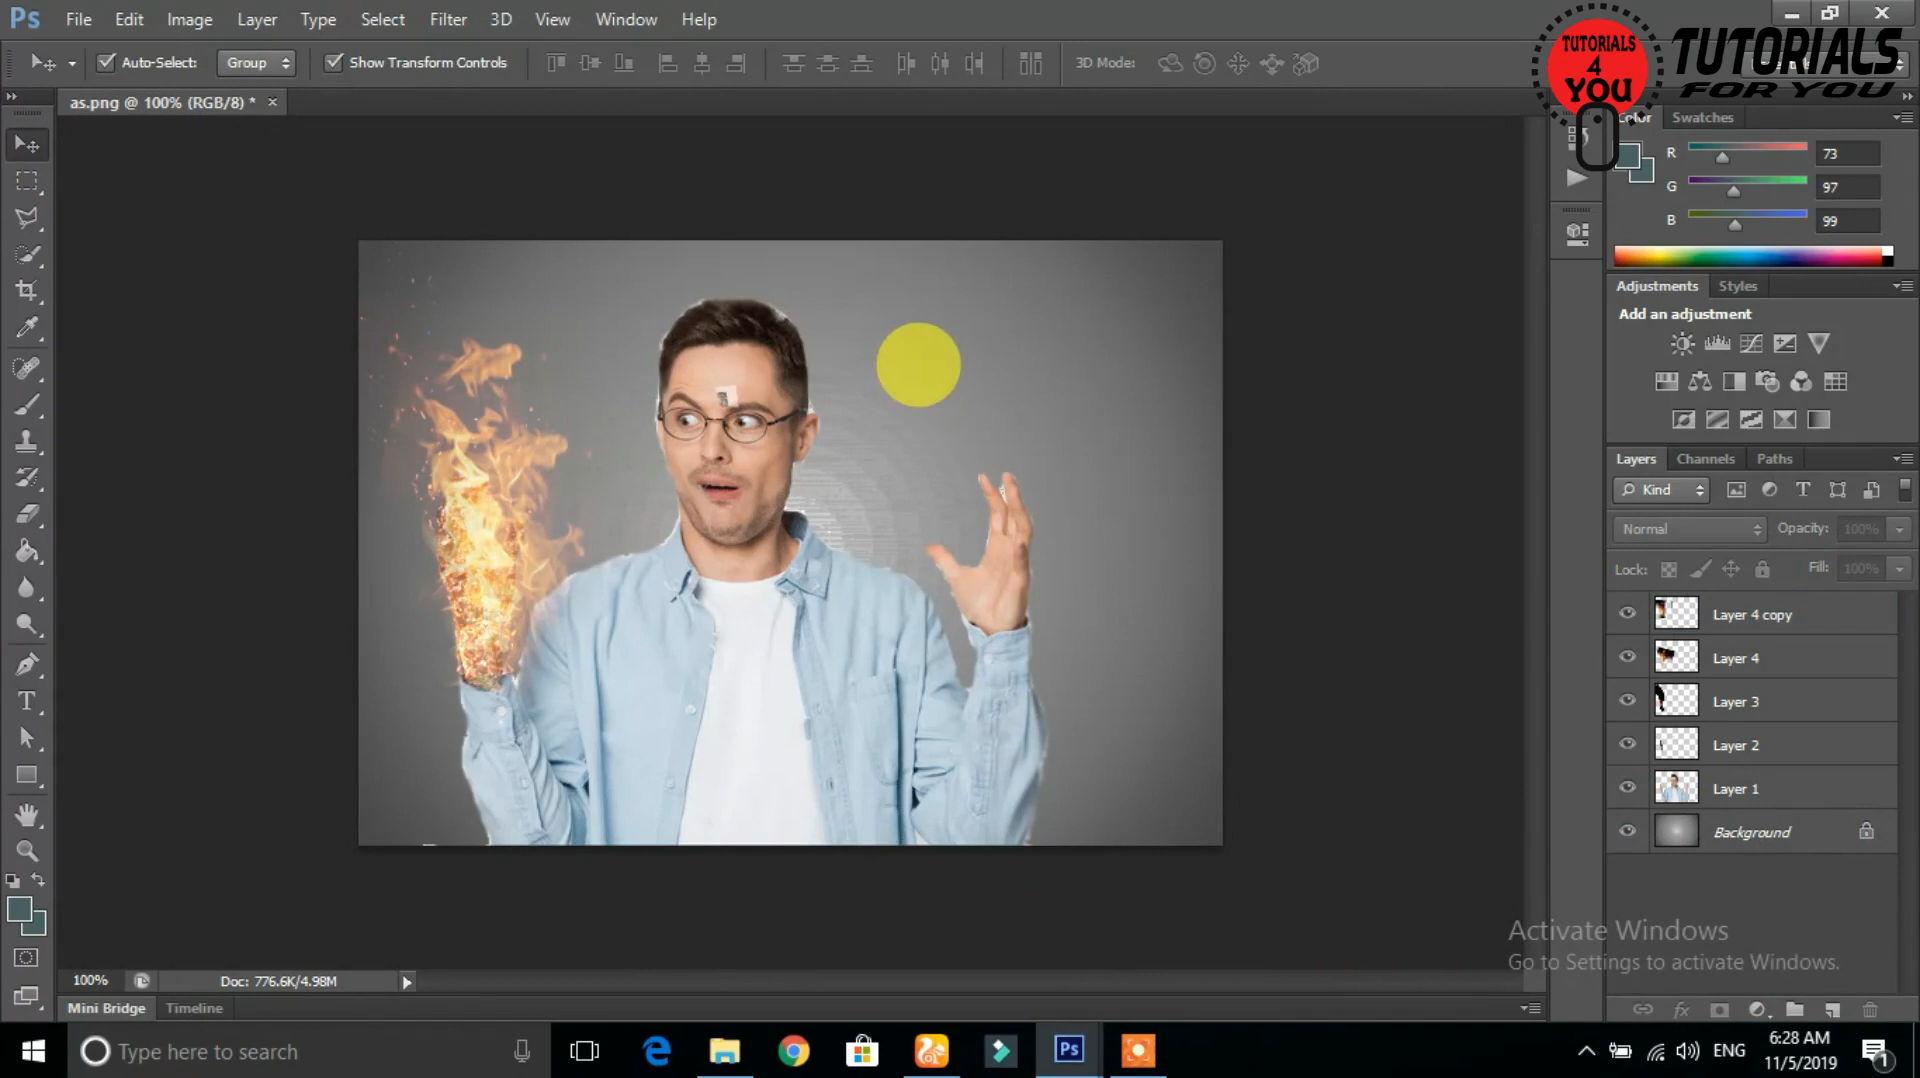 Ps File Edit Image Layer Type Select Filter 3D View Window Help
Auto-Select: Group Show Transform Controls 3D Mode:
TUTORIALS
4
YOU
TUTORIALS
FOR YOU
as.png @ 100% (RGB/8) * ×
Color Swatches
R 73
G 97
B 99
Adjustments Styles
Add an adjustment
Layers Channels Paths
Kind
Normal Opacity: 100%
Lock: Fill: 100%
Layer 4 copy
Layer 4
Layer 3
Layer 2
Layer 1
Background
Activate Windows
Go to Settings to activate Windows.
100% Doc: 776.6K/4.98M
Mini Bridge Timeline
Type here to search
Ps
ENG
6:28 AM
11/5/2019
1